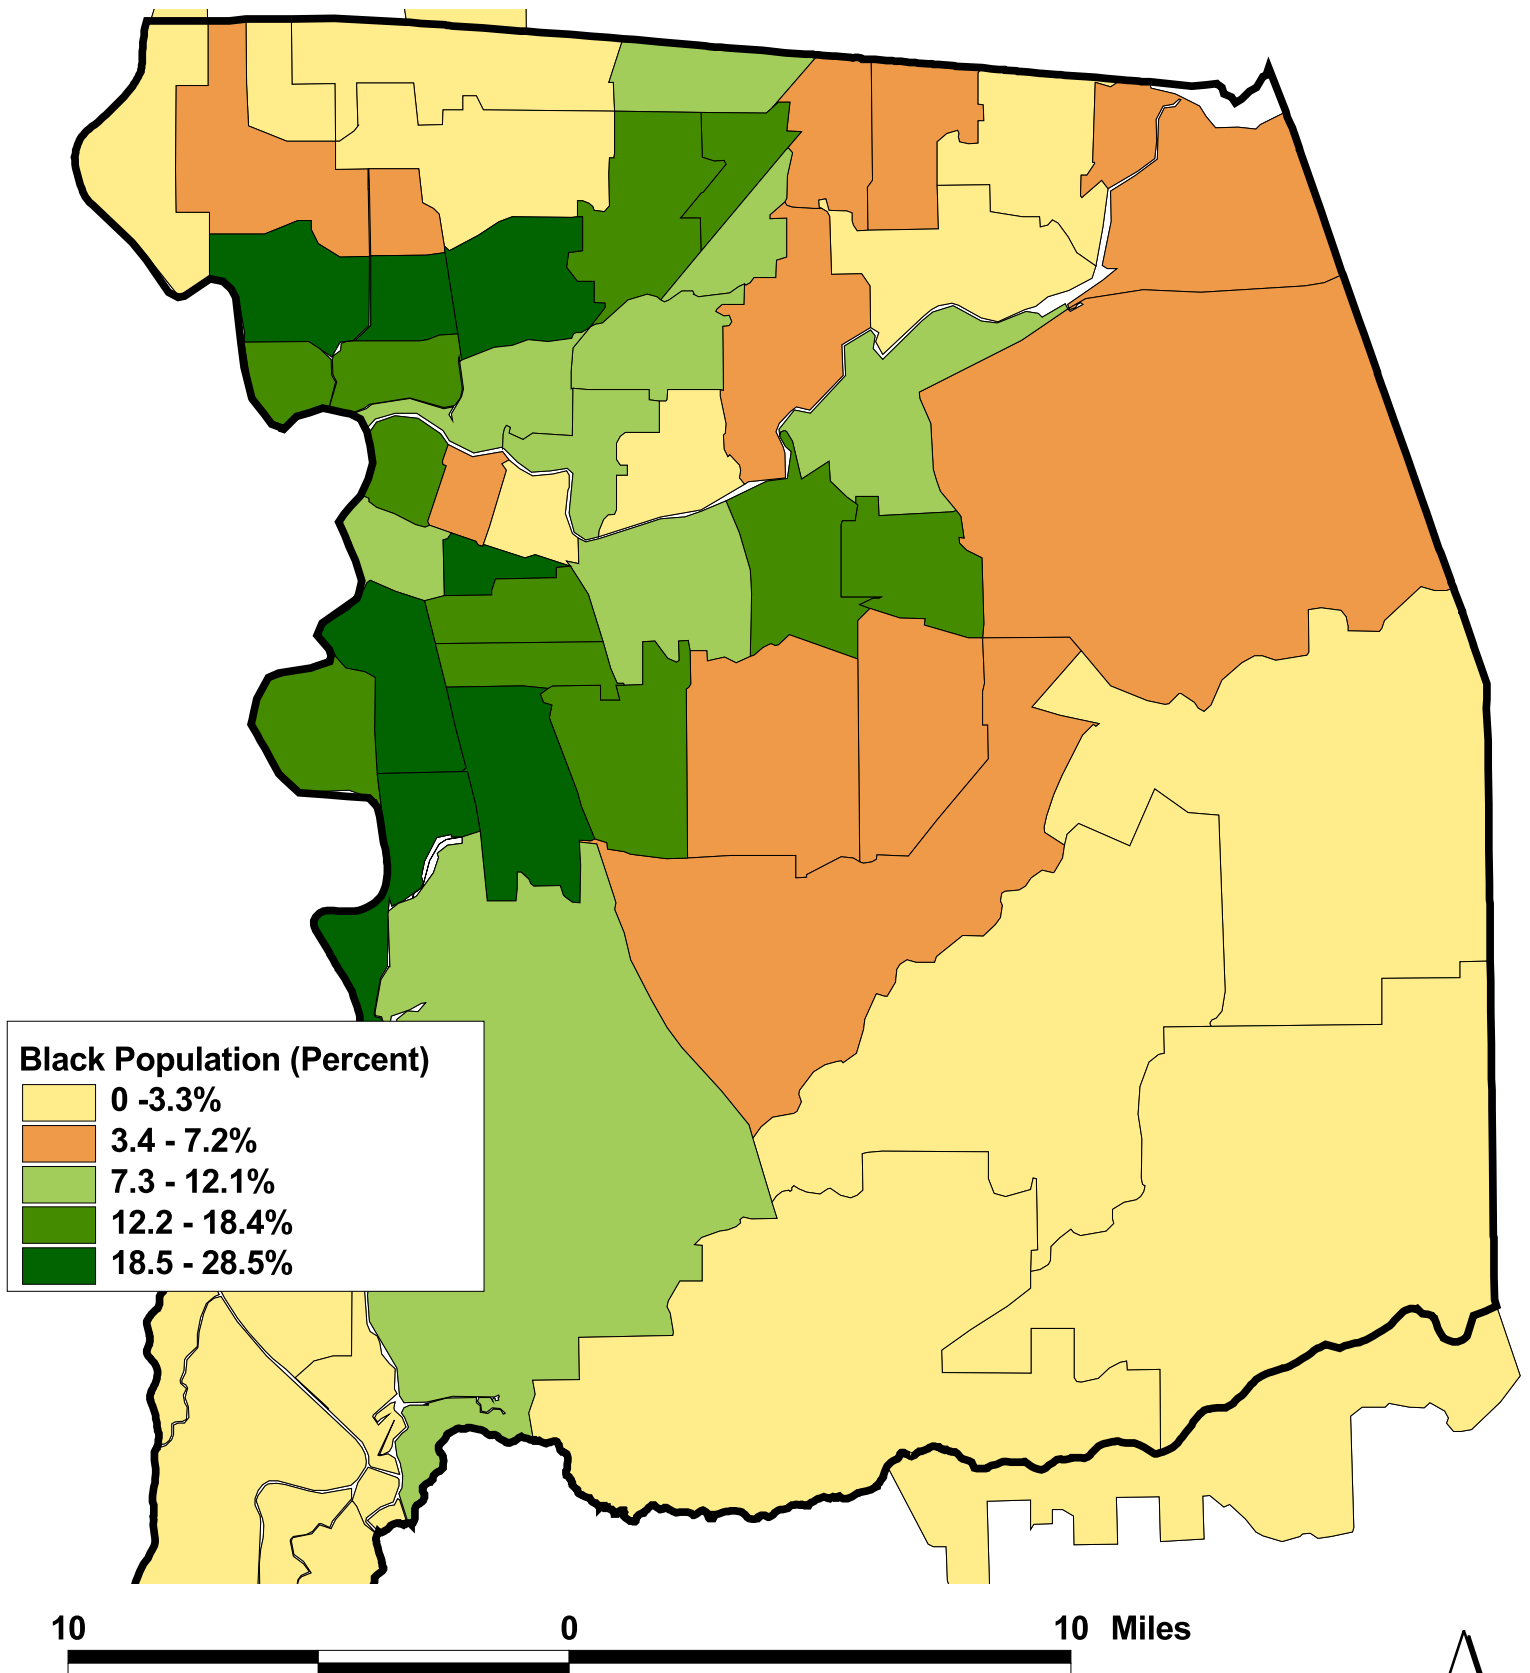 Black Population (Percent)
0 -3.3%
3.4 - 7.2%
7.3 - 12.1%
12.2 - 18.4%
18.5 - 28.5%
10 0 10 Miles